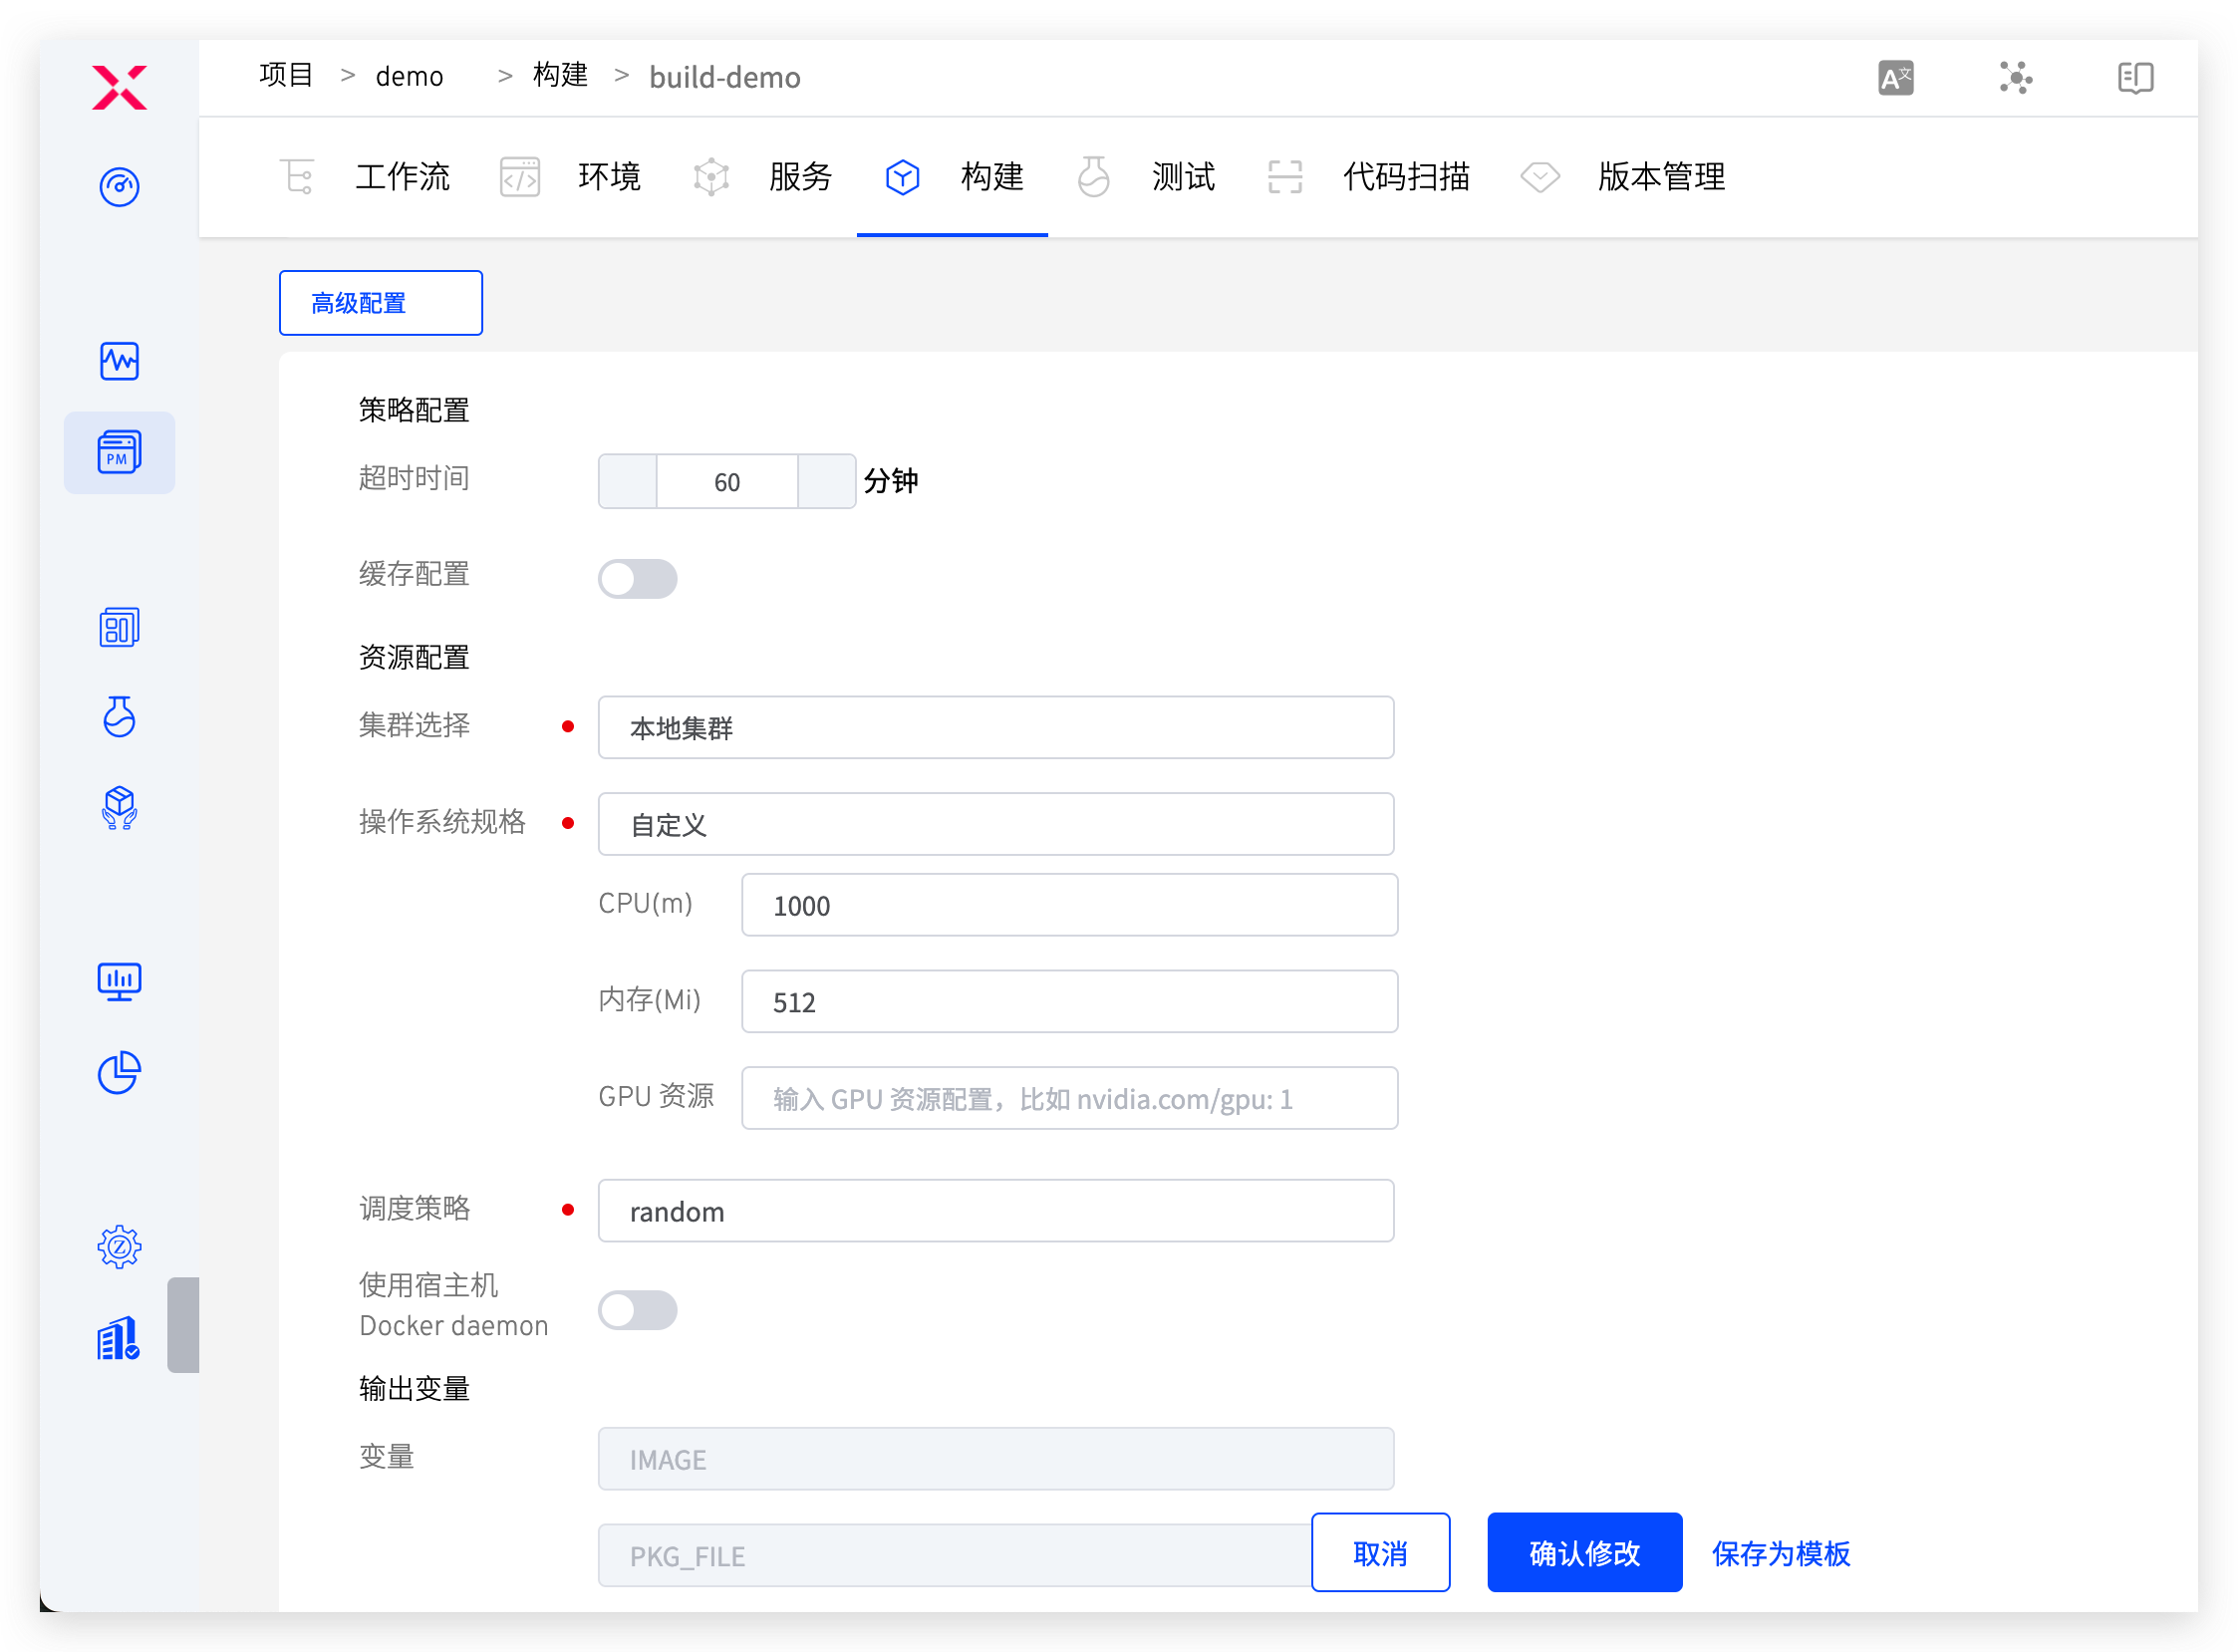 项目 > demo > 构建 > build-demo
工作流 环境 服务 构建 测试 代码扫描 版本管理
高级配置
PM
策略配置
超时时间 60 分钟
缓存配置
资源配置
集群选择 本地集群
操作系统规格 自定义
CPU(m) 1000
内存(Mi) 512
GPU 资源 输入 GPU 资源配置，比如 nvidia.com/gpu: 1
调度策略 random
使用宿主机
Docker daemon
输出变量
变量 IMAGE
PKG_FILE 取消 确认修改 保存为模板